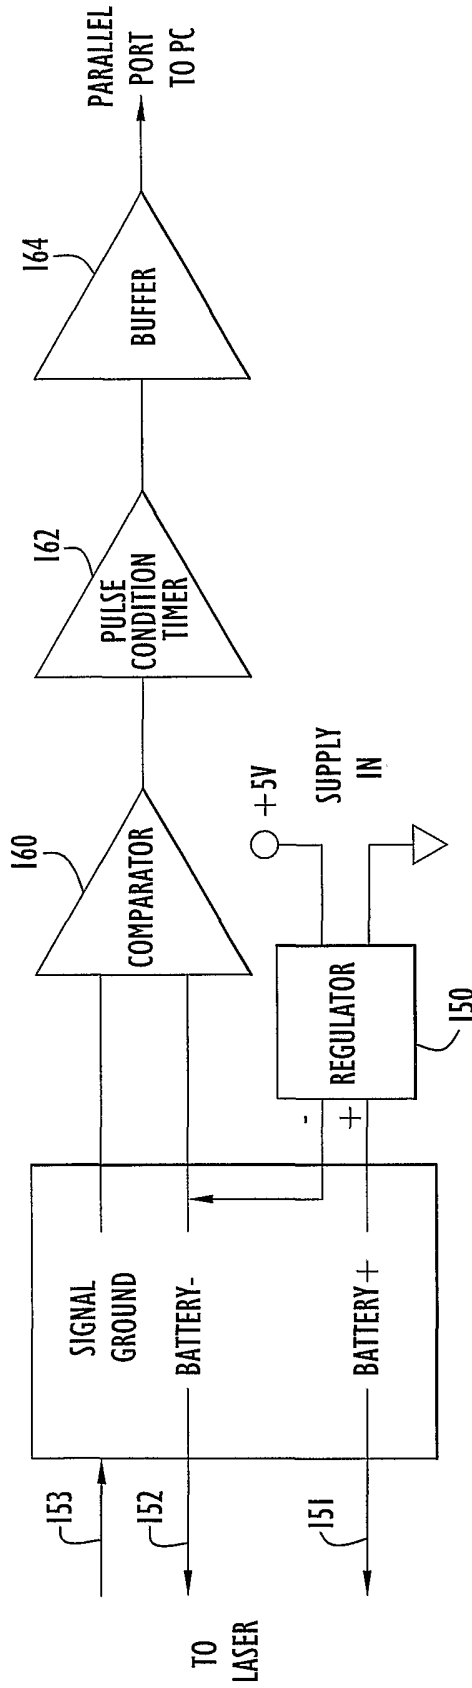 TO
LASER
153
152
151
SIGNAL
GROUND
BATTERY-
BATTERY+
-
+
REGULATOR
150
+5V
SUPPLY
IN
COMPARATOR
160
PULSE
CONDITION
TIMER
162
BUFFER
164
PARALLEL
PORT
TO PC